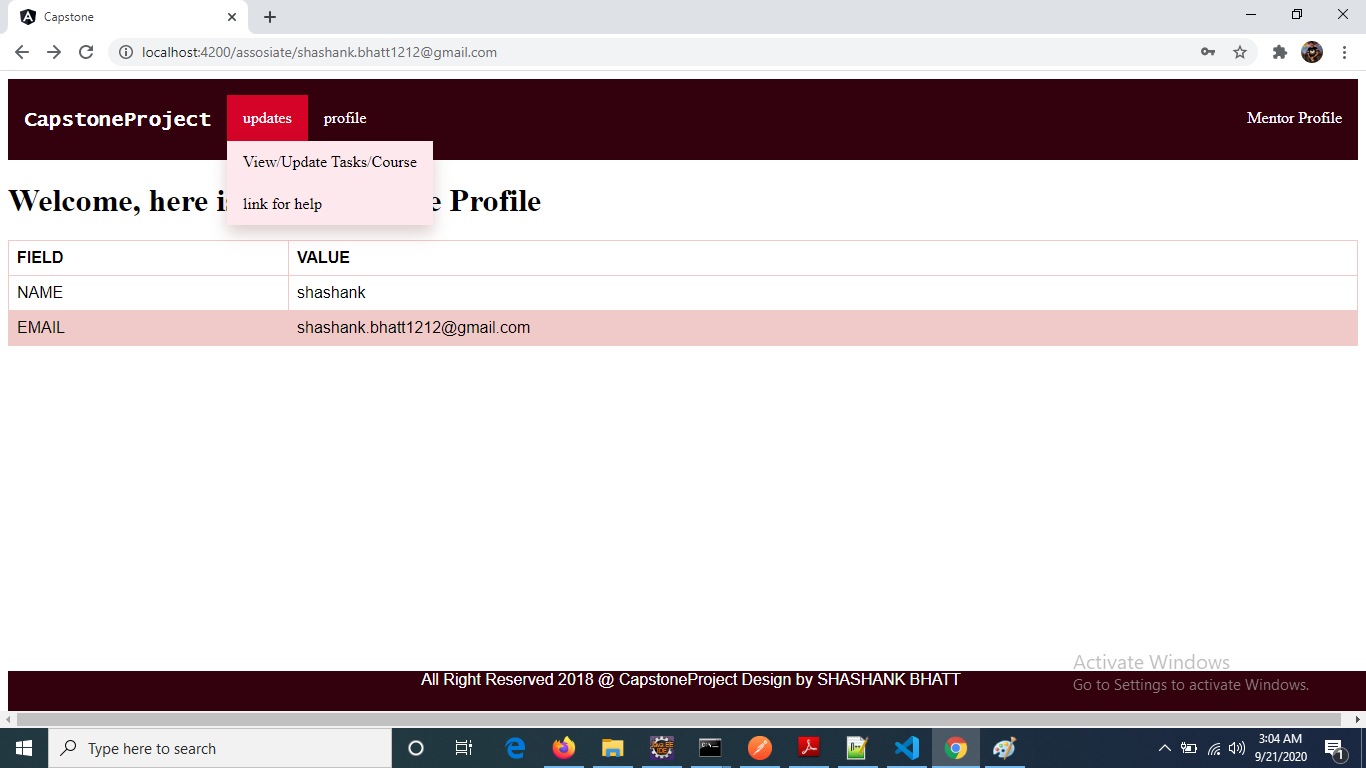 Capstone
localhost:4200/assosiate/shashank.bhatt1212@gmail.com
CapstoneProject updates profile Mentor Profile
View/Update Tasks/Course
link for help
Welcome, here i e Profile
FIELD VALUE
NAME shashank
EMAIL shashank.bhatt1212@gmail.com
All Right Reserved 2018 @ CapstoneProject Design by SHASHANK BHATT
Activate Windows
Go to Settings to activate Windows.
Type here to search
3:04 AM
9/21/2020
1